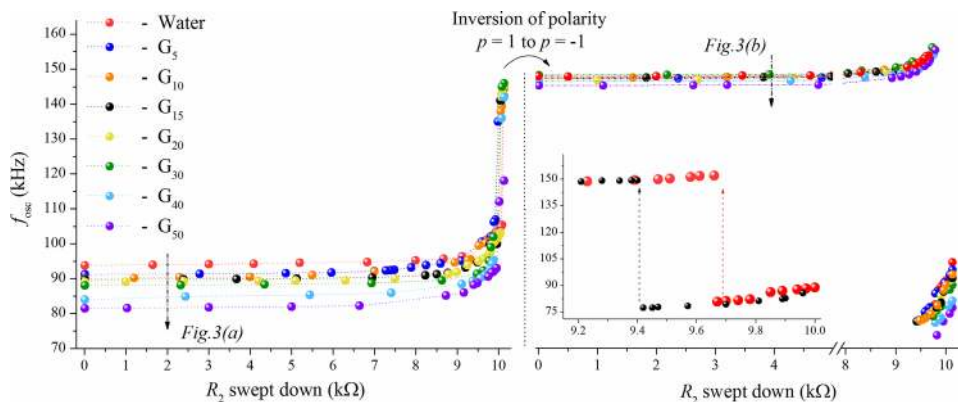 Inversion of polarity
p = 1 to p = -1
- Water
- G5
- G10
- G15
- G20
- G30
- G40
- G50
Fig.3(a)
Fig.3(b)
fosc (kHz)
160
150
140
130
120
110
100
90
80
70
0 1 2 3 4 5 6 7 8 9 10
R2 swept down (kΩ)
150
135
120
105
90
75
9.2 9.4 9.6 9.8 10.0
0 1 2 3 4 8 9 10
swept down (kΩ)